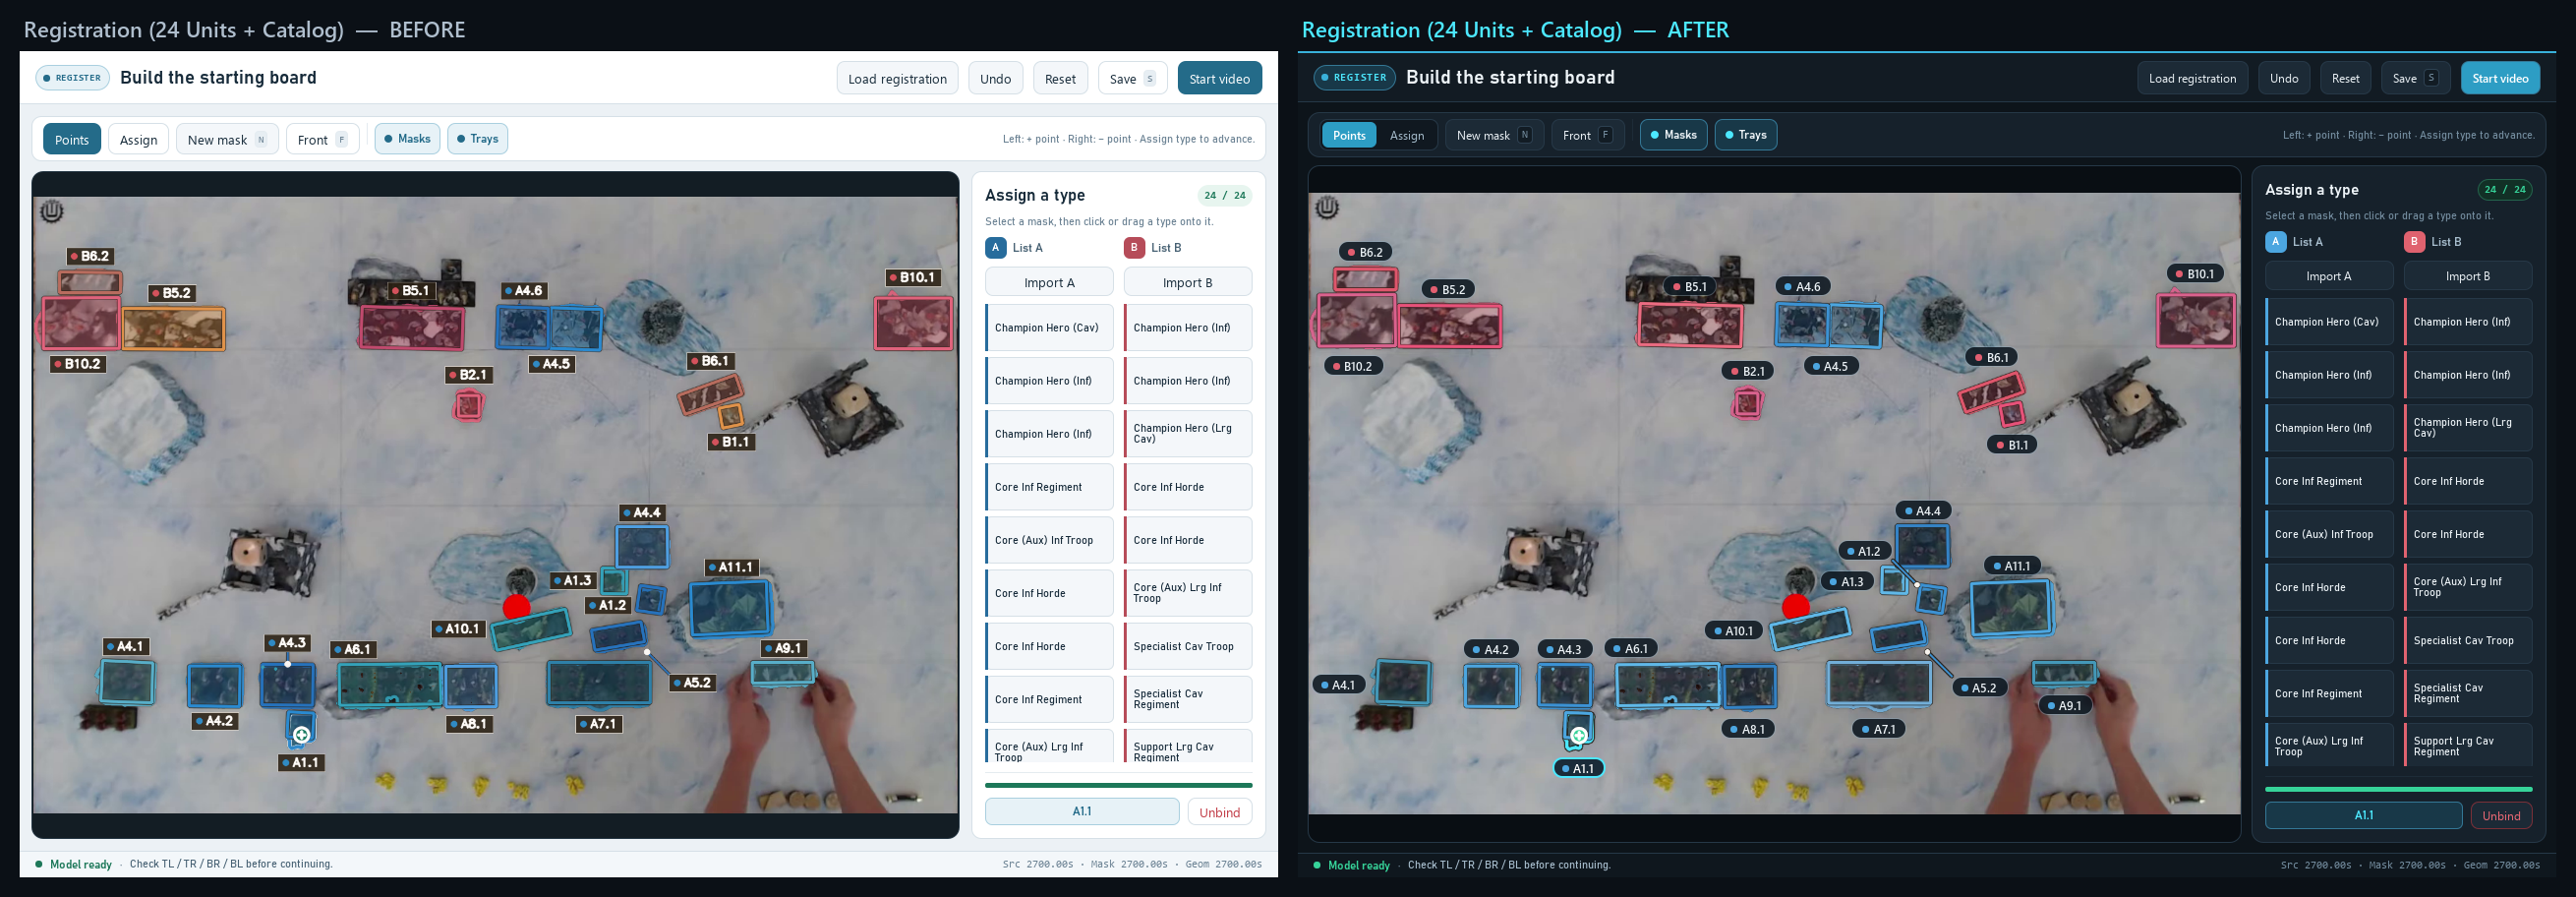 Registration (24 Units + Catalog) — BEFORE
REGISTER Build the starting board
Load registration Undo Reset Save S Start video
Points Assign New mask N Front F Masks Trays
Left: + point · Right: − point · Assign type to advance.
B6.2
B5.2
B5.1
A4.6
B10.1
B10.2
A4.5
B6.1
B2.1
B1.1
A4.4
A1.3
A11.1
A1.2
A10.1
A4.1
A4.3
A6.1
A9.1
A5.2
A4.2
A8.1
A7.1
A1.1
Assign a type 24 / 24
Select a mask, then click or drag a type onto it.
A List A B List B
Import A Import B
Champion Hero (Cav) Champion Hero (Inf)
Champion Hero (Inf) Champion Hero (Inf)
Champion Hero (Inf) Champion Hero (Lrg
Cav)
Core Inf Regiment Core Inf Horde
Core (Aux) Inf Troop Core Inf Horde
Core Inf Horde Core (Aux) Lrg Inf
Troop
Core Inf Horde Specialist Cav Troop
Core Inf Regiment Specialist Cav
Regiment
Core (Aux) Lrg Inf Support Lrg Cav
Troop Regiment
A1.1 Unbind
Model ready · Check TL / TR / BR / BL before continuing.
Src 2700.00s · Mask 2700.00s · Geom 2700.00s
Registration (24 Units + Catalog) — AFTER
REGISTER Build the starting board
Load registration Undo Reset Save S Start video
Points Assign New mask N Front F Masks Trays
Left: + point · Right: − point · Assign type to advance.
B6.2
B5.2
B5.1
A4.6
B10.1
B10.2
A4.5
B6.1
B2.1
B1.1
A4.4
A1.2
A1.3
A11.1
A10.1
A4.2
A4.3
A6.1
A4.1
A5.2
A9.1
A8.1
A7.1
A1.1
Assign a type 24 / 24
Select a mask, then click or drag a type onto it.
A List A B List B
Import A Import B
Champion Hero (Cav) Champion Hero (Inf)
Champion Hero (Inf) Champion Hero (Inf)
Champion Hero (Inf) Champion Hero (Lrg
Cav)
Core Inf Regiment Core Inf Horde
Core (Aux) Inf Troop Core Inf Horde
Core Inf Horde Core (Aux) Lrg Inf
Troop
Core Inf Horde Specialist Cav Troop
Core Inf Regiment Specialist Cav
Regiment
Core (Aux) Lrg Inf Support Lrg Cav
Troop Regiment
A1.1 Unbind
Model ready · Check TL / TR / BR / BL before continuing.
Src 2700.00s · Mask 2700.00s · Geom 2700.00s